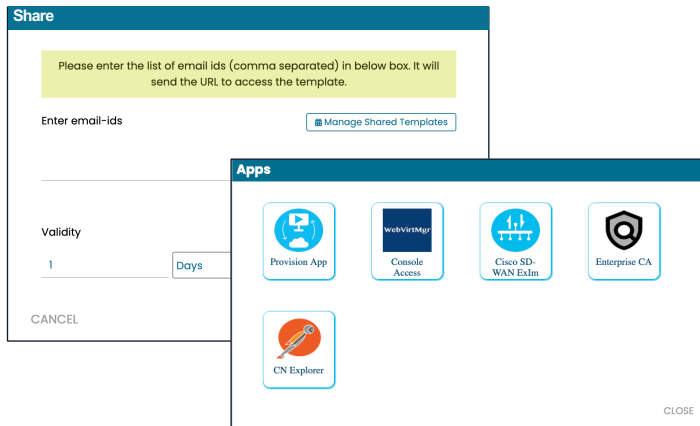 Share
Please enter the list of email ids (comma separated) in below box. It will
send the URL to access the template.
Enter email-ids
Manage Shared Templates
Validity
1
Days
CANCEL
Apps
Provision App
WebVirtMgr
Console
Access
Cisco SD-
WAN ExIm
Enterprise CA
CN Explorer
CLOSE